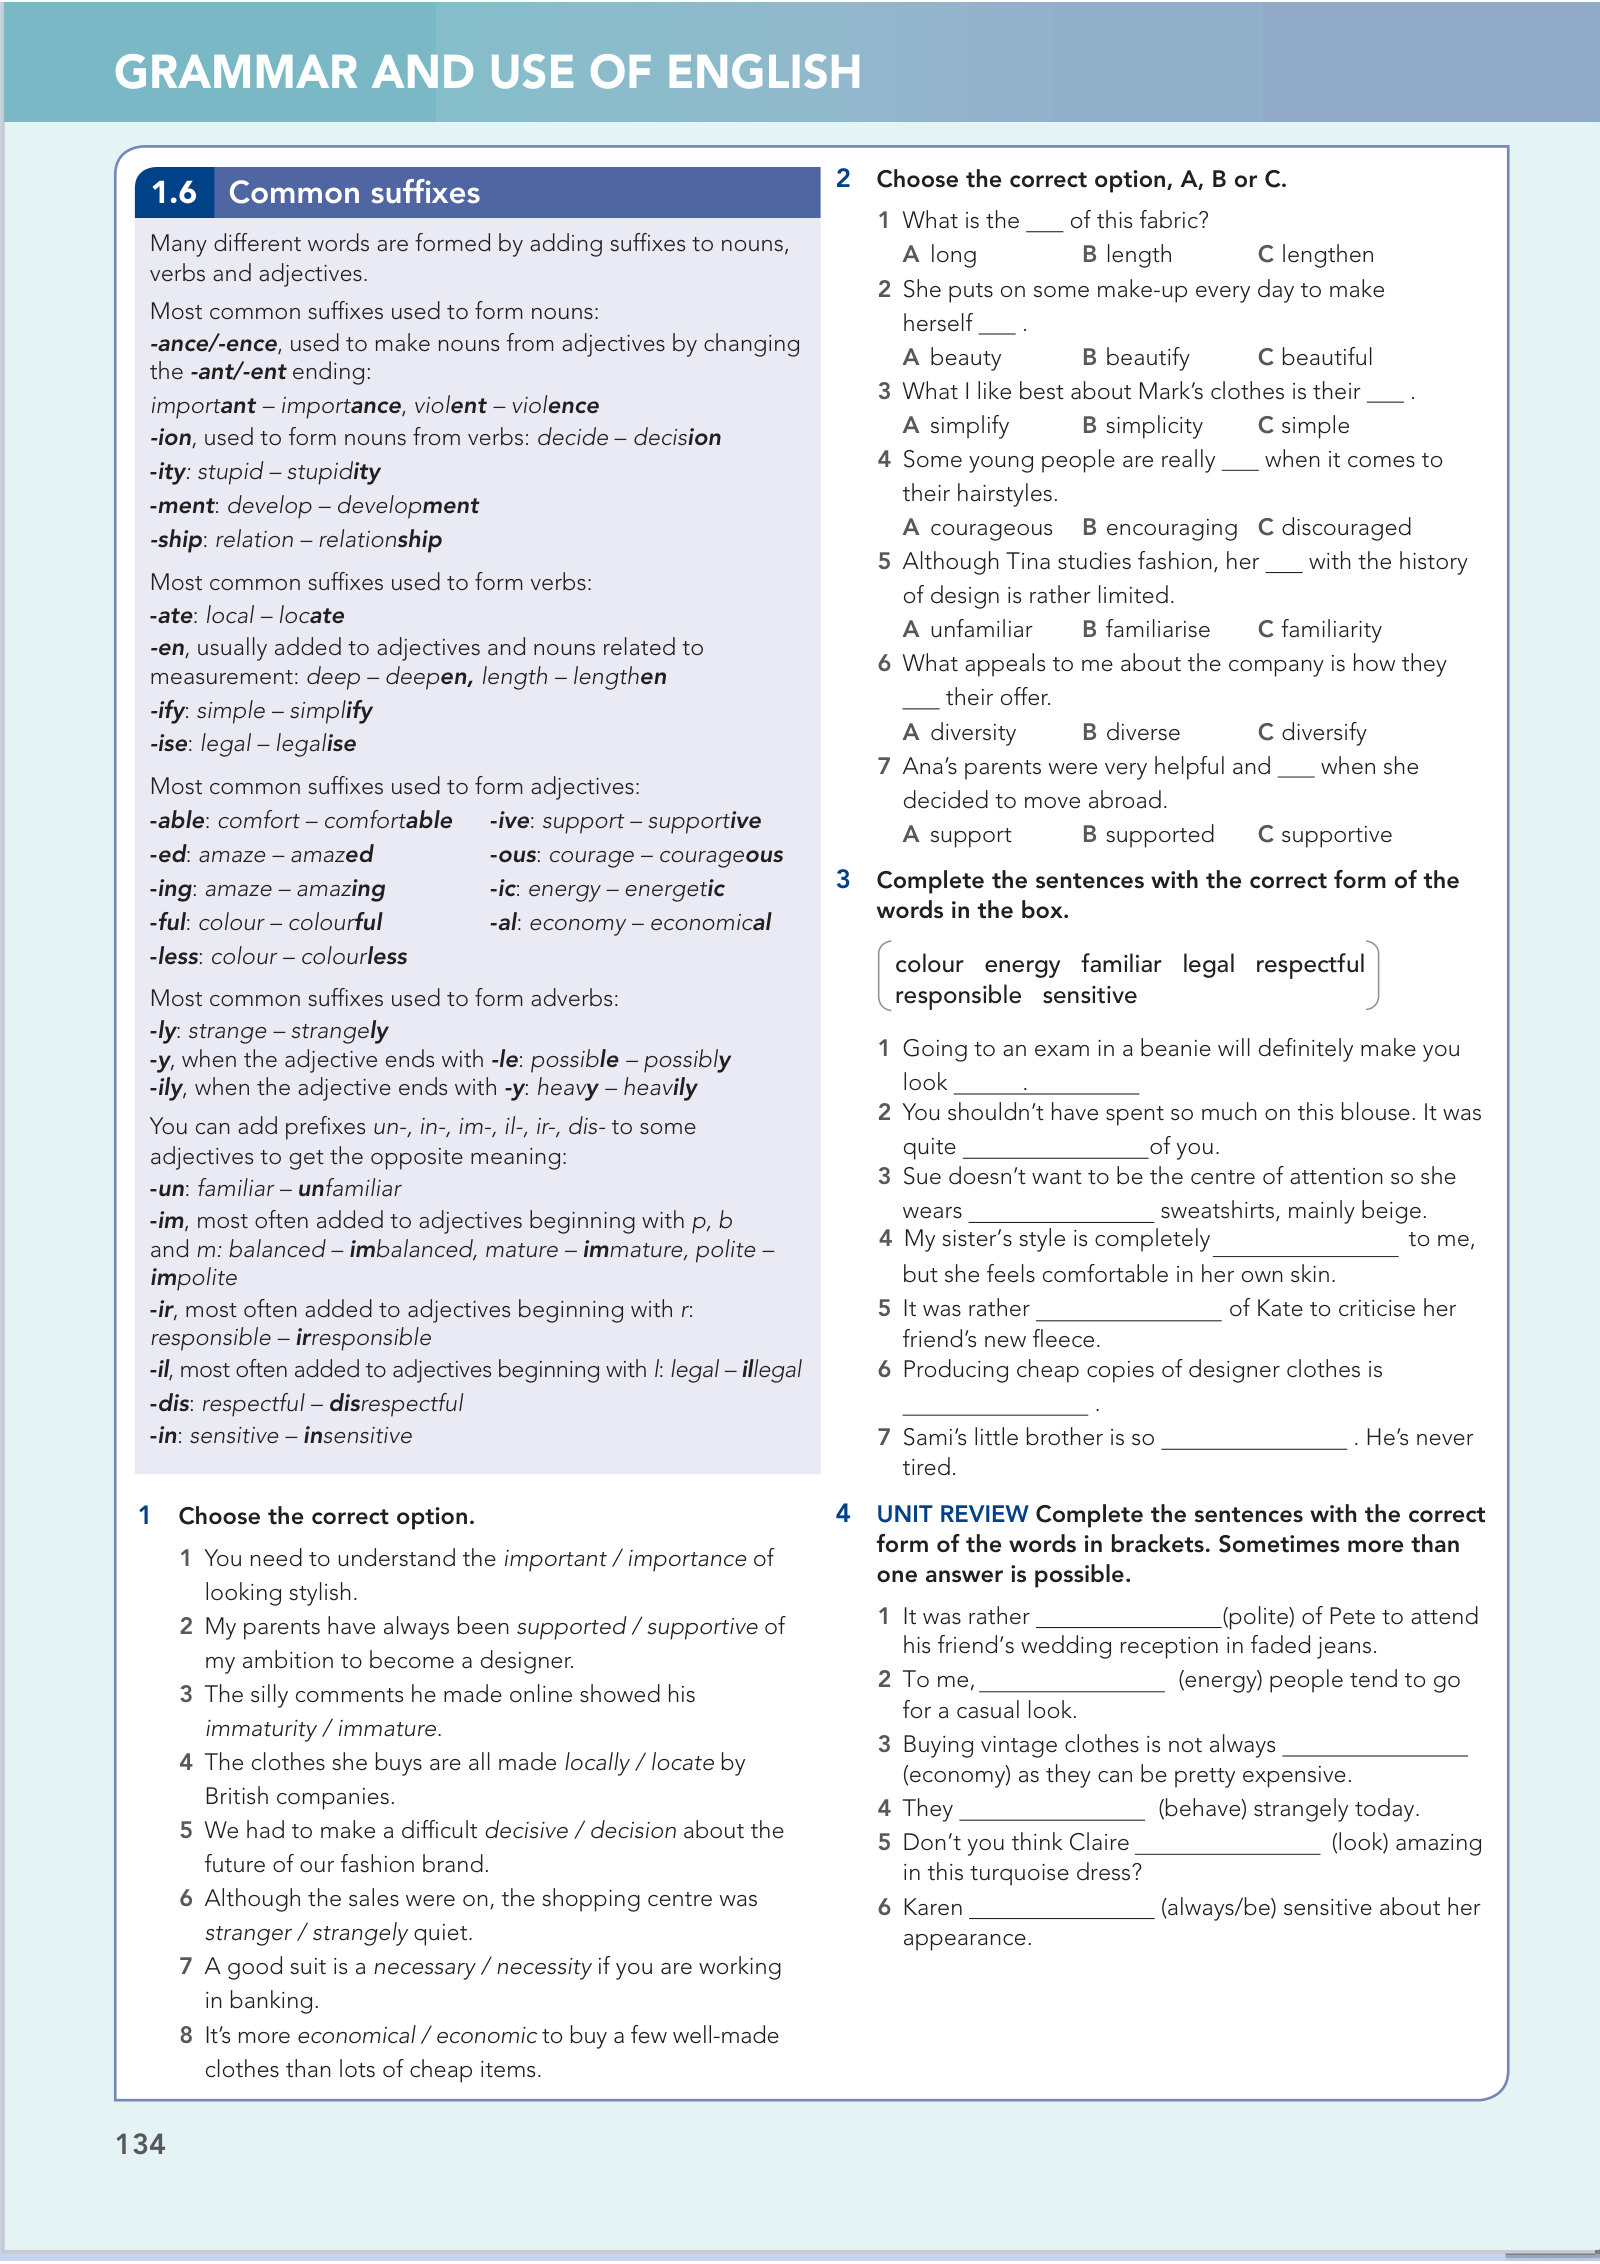 GRAMMAR AND USE OF ENGLISH
1.6 Common suffixes
Many different words are formed by adding suffixes to nouns,
verbs and adjectives.
Most common suffixes used to form nouns:
-ance/-ence, used to make nouns from adjectives by changing
the -ant/-ent ending:
important – importance, violent – violence
-ion, used to form nouns from verbs: decide – decision
-ity: stupid – stupidity
-ment: develop – development
-ship: relation – relationship
Most common suffixes used to form verbs:
-ate: local – locate
-en, usually added to adjectives and nouns related to
measurement: deep – deepen, length – lengthen
-ify: simple – simplify
-ise: legal – legalise
Most common suffixes used to form adjectives:
-able: comfort – comfortable -ive: support – supportive
-ed: amaze – amazed -ous: courage – courageous
-ing: amaze – amazing -ic: energy – energetic
-ful: colour – colourful -al: economy – economical
-less: colour – colourless
Most common suffixes used to form adverbs:
-ly: strange – strangely
-y, when the adjective ends with -le: possible – possibly
-ily, when the adjective ends with -y: heavy – heavily
You can add prefixes un-, in-, im-, il-, ir-, dis- to some
adjectives to get the opposite meaning:
-un: familiar – unfamiliar
-im, most often added to adjectives beginning with p, b
and m: balanced – imbalanced, mature – immature, polite –
impolite
-ir, most often added to adjectives beginning with r:
responsible – irresponsible
-il, most often added to adjectives beginning with l: legal – illegal
-dis: respectful – disrespectful
-in: sensitive – insensitive
1 Choose the correct option.
1 You need to understand the important / importance of
looking stylish.
2 My parents have always been supported / supportive of
my ambition to become a designer.
3 The silly comments he made online showed his
immaturity / immature.
4 The clothes she buys are all made locally / locate by
British companies.
5 We had to make a difficult decisive / decision about the
future of our fashion brand.
6 Although the sales were on, the shopping centre was
stranger / strangely quiet.
7 A good suit is a necessary / necessity if you are working
in banking.
8 It's more economical / economic to buy a few well-made
clothes than lots of cheap items.
2 Choose the correct option, A, B or C.
1 What is the ___ of this fabric?
A long B length C lengthen
2 She puts on some make-up every day to make
herself ___ .
A beauty B beautify C beautiful
3 What I like best about Mark's clothes is their ___ .
A simplify B simplicity C simple
4 Some young people are really ___ when it comes to
their hairstyles.
A courageous B encouraging C discouraged
5 Although Tina studies fashion, her ___ with the history
of design is rather limited.
A unfamiliar B familiarise C familiarity
6 What appeals to me about the company is how they
___ their offer.
A diversity B diverse C diversify
7 Ana's parents were very helpful and ___ when she
decided to move abroad.
A support B supported C supportive
3 Complete the sentences with the correct form of the
words in the box.
colour energy familiar legal respectful
responsible sensitive
1 Going to an exam in a beanie will definitely make you
look ______.
2 You shouldn't have spent so much on this blouse. It was
quite ______ of you.
3 Sue doesn't want to be the centre of attention so she
wears ______ sweatshirts, mainly beige.
4 My sister's style is completely ______ to me,
but she feels comfortable in her own skin.
5 It was rather ______ of Kate to criticise her
friend's new fleece.
6 Producing cheap copies of designer clothes is
______ .
7 Sami's little brother is so ______ . He's never
tired.
4 UNIT REVIEW Complete the sentences with the correct
form of the words in brackets. Sometimes more than
one answer is possible.
1 It was rather ______ (polite) of Pete to attend
his friend's wedding reception in faded jeans.
2 To me, ______ (energy) people tend to go
for a casual look.
3 Buying vintage clothes is not always ______
(economy) as they can be pretty expensive.
4 They ______ (behave) strangely today.
5 Don't you think Claire ______ (look) amazing
in this turquoise dress?
6 Karen ______ (always/be) sensitive about her
appearance.
134